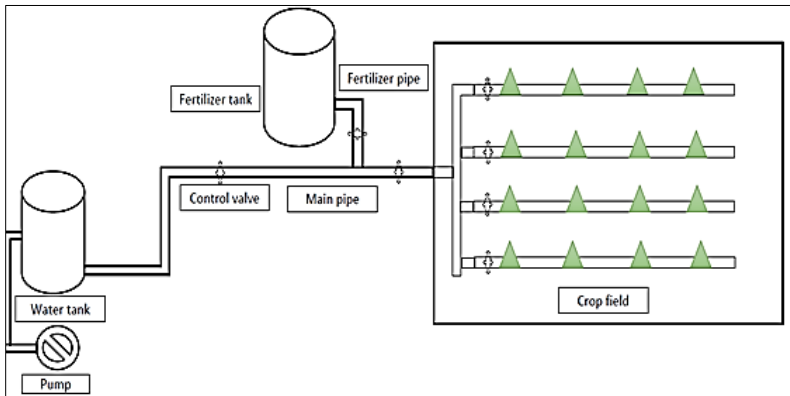 Fertilizer pipe
Fertilizer tank
Control valve
Main pipe
Water tank
Crop field
Pump